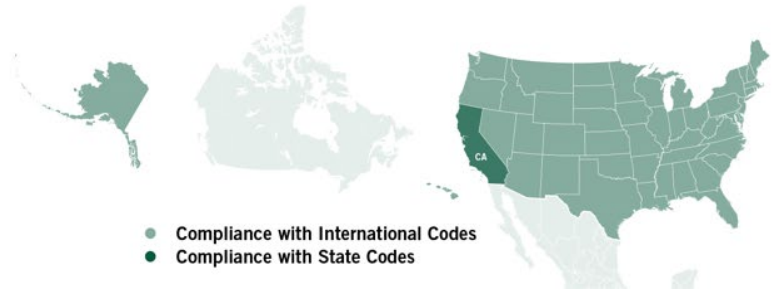 CA
Compliance with International Codes
Compliance with State Codes